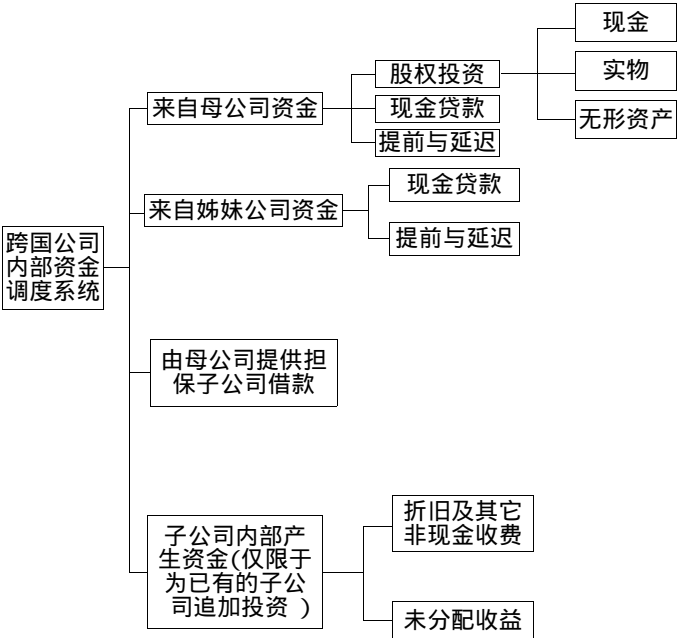 跨国公司
内部资金
调度系统
来自母公司资金
股权投资
现金
实物
无形资产
现金贷款
提前与延迟
来自姊妹公司资金
现金贷款
提前与延迟
由母公司提供担
保子公司借款
子公司内部产
生资金(仅限于
为已有的子公
司追加投资 )
折旧及其它
非现金收费
未分配收益